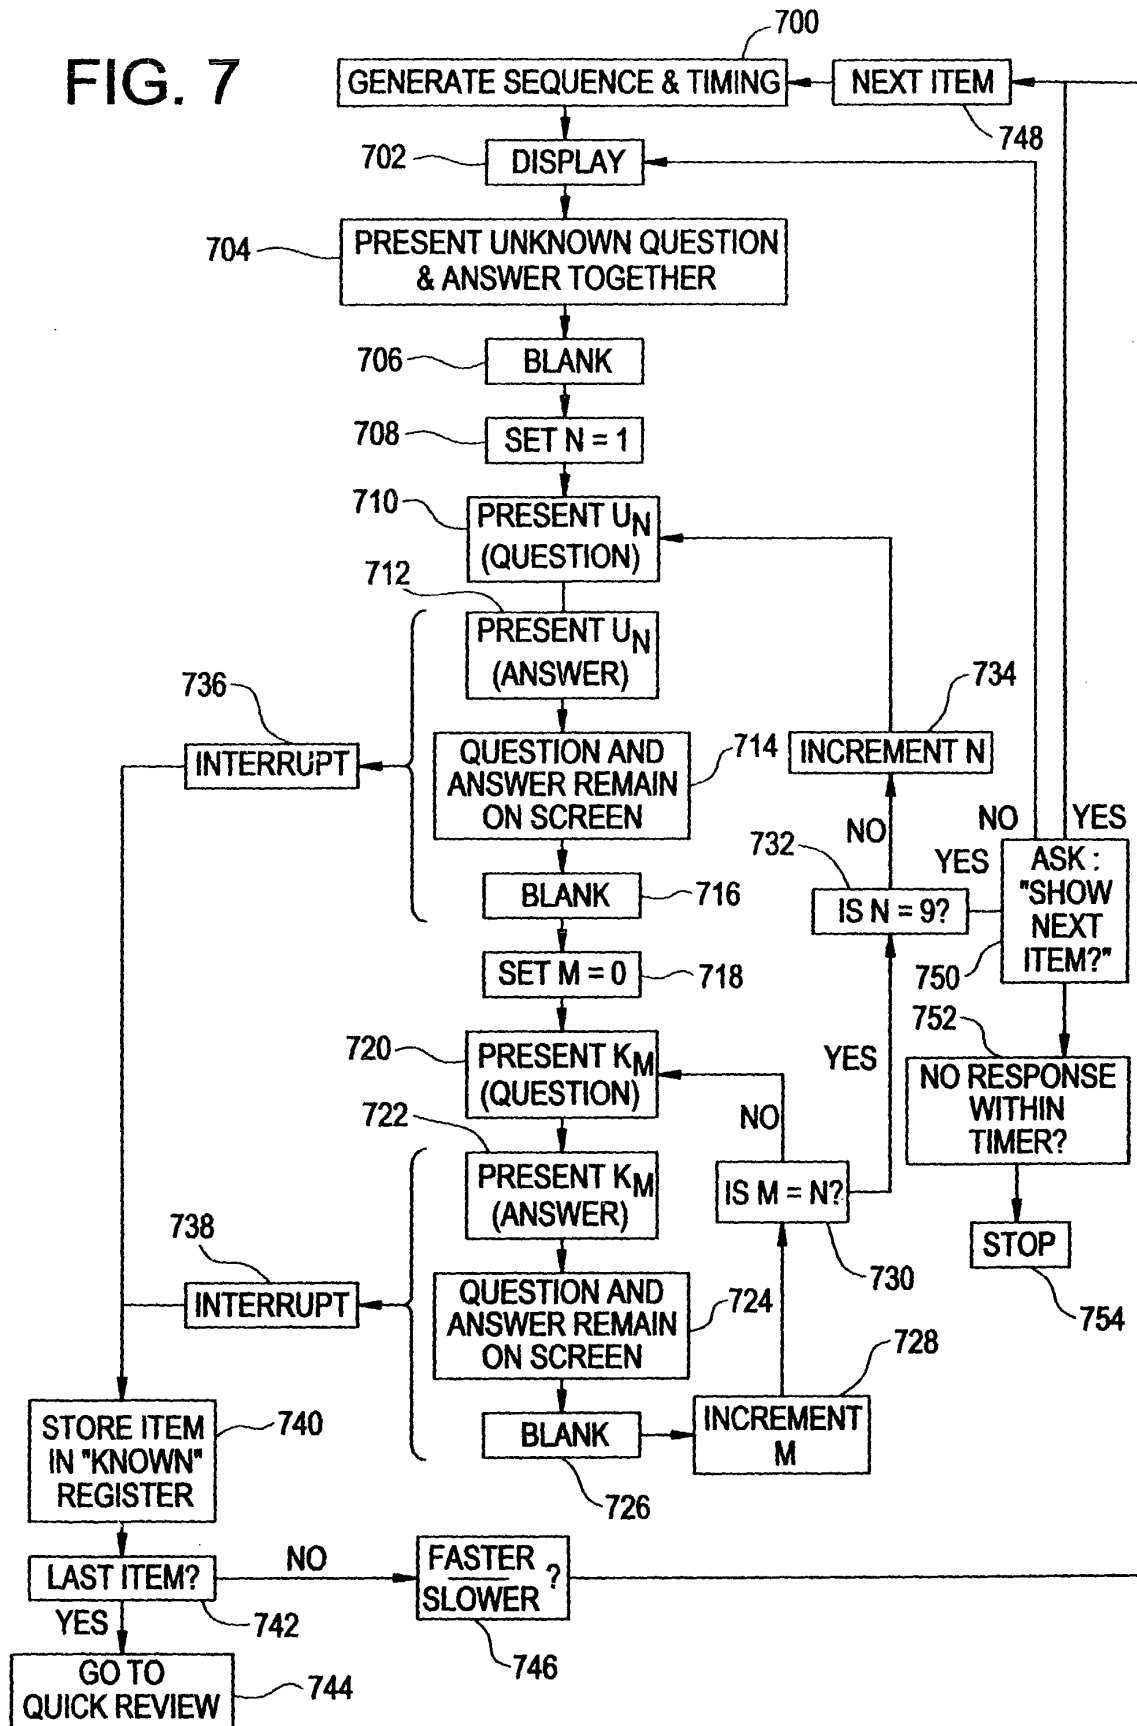 FIG. 7
700
GENERATE SEQUENCE & TIMING
NEXT ITEM
748
702
DISPLAY
704
PRESENT UNKNOWN QUESTION
& ANSWER TOGETHER
706
BLANK
708
SET N = 1
710
PRESENT UN
(QUESTION)
712
PRESENT UN
(ANSWER)
736
INTERRUPT
QUESTION AND
ANSWER REMAIN
ON SCREEN
714
734
INCREMENT N
NO
732
IS N = 9?
YES
NO
YES
ASK :
"SHOW
NEXT
ITEM?"
750
BLANK
716
SET M = 0
718
720
PRESENT KM
(QUESTION)
YES
NO
752
NO RESPONSE
WITHIN
TIMER?
722
PRESENT KM
(ANSWER)
IS M = N?
730
STOP
754
738
INTERRUPT
QUESTION AND
ANSWER REMAIN
ON SCREEN
724
728
INCREMENT
M
BLANK
726
STORE ITEM
IN "KNOWN"
REGISTER
740
LAST ITEM?
742
NO
FASTER
SLOWER
?
746
YES
GO TO
QUICK REVIEW
744